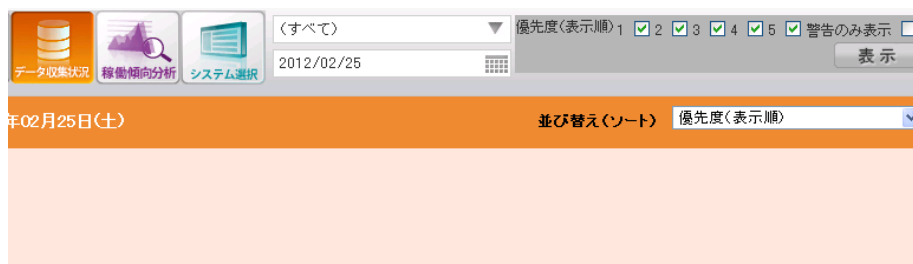 データ収集状況
稼働傾向分析
システム選択
(すべて)
2012/02/25
優先度(表示順) 1 2 3 4 5 警告のみ表示
表示
年02月25日(土)
並び替え(ソート)
優先度(表示順)